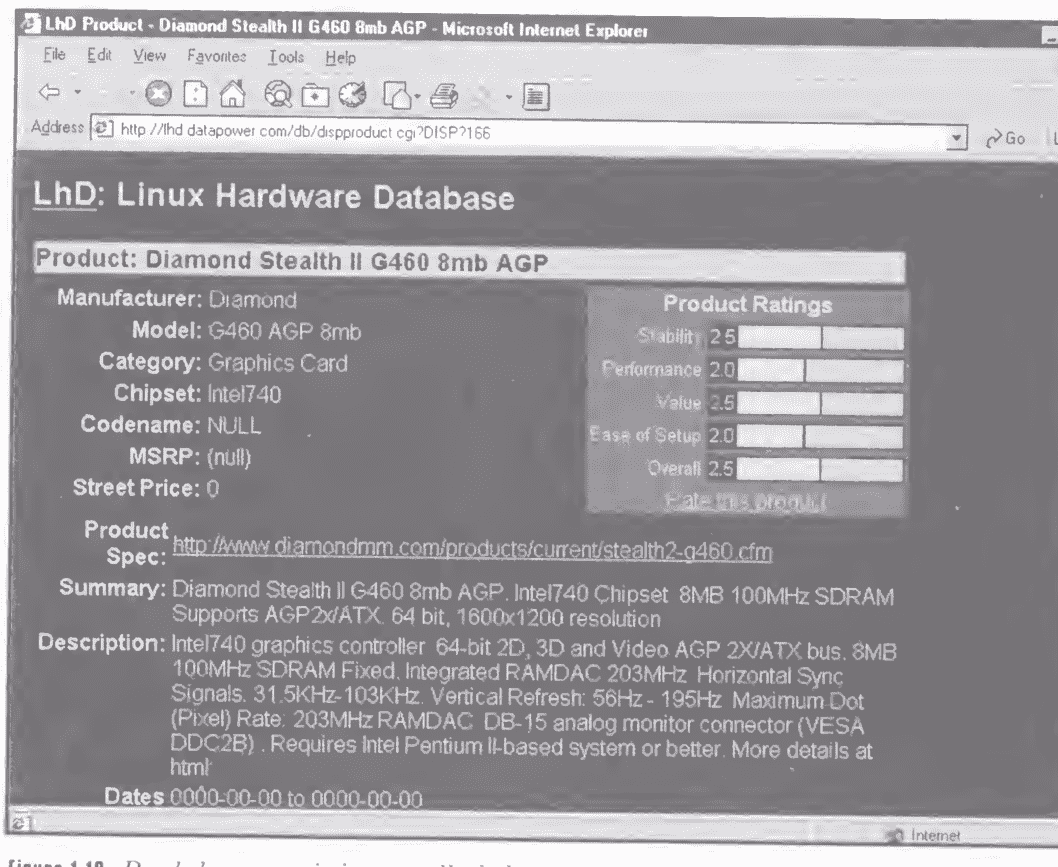 LhD Product - Diamond Stealth II G460 8mb AGP - Microsoft Internet Explorer
File Edit View Favorites Tools Help
Address http //lhd datapower com/db/dispproduct cgi?DISP?166
Go
LhD: Linux Hardware Database
Product: Diamond Stealth II G460 8mb AGP
Manufacturer: Diamond
Model: G460 AGP 8mb
Category: Graphics Card
Chipset: Intel740
Codename: NULL
MSRP: (null)
Street Price: 0
Product Ratings
Stability 2 5
Performance 2.0
Value 2.5
Ease of Setup 2.0
Overall 2.5
Rate this product
Product Spec: http://www.diamondmm.com/products/current/stealth2-g460.cfm
Summary: Diamond Stealth II G460 8mb AGP. Intel740 Chipset 8MB 100MHz SDRAM
Supports AGP2x/ATX. 64 bit, 1600x1200 resolution
Description: Intel740 graphics controller 64-bit 2D, 3D and Video AGP 2X/ATX bus. 8MB
100MHz SDRAM Fixed. Integrated RAMDAC 203MHz Horizontal Sync
Signals. 31.5KHz-103KHz. Vertical Refresh: 56Hz - 195Hz Maximum Dot
(Pixel) Rate: 203MHz RAMDAC DB-15 analog monitor connector (VESA
DDC2B) . Requires Intel Pentium II-based system or better. More details at
html
Dates 0000-00-00 to 0000-00-00
Internet